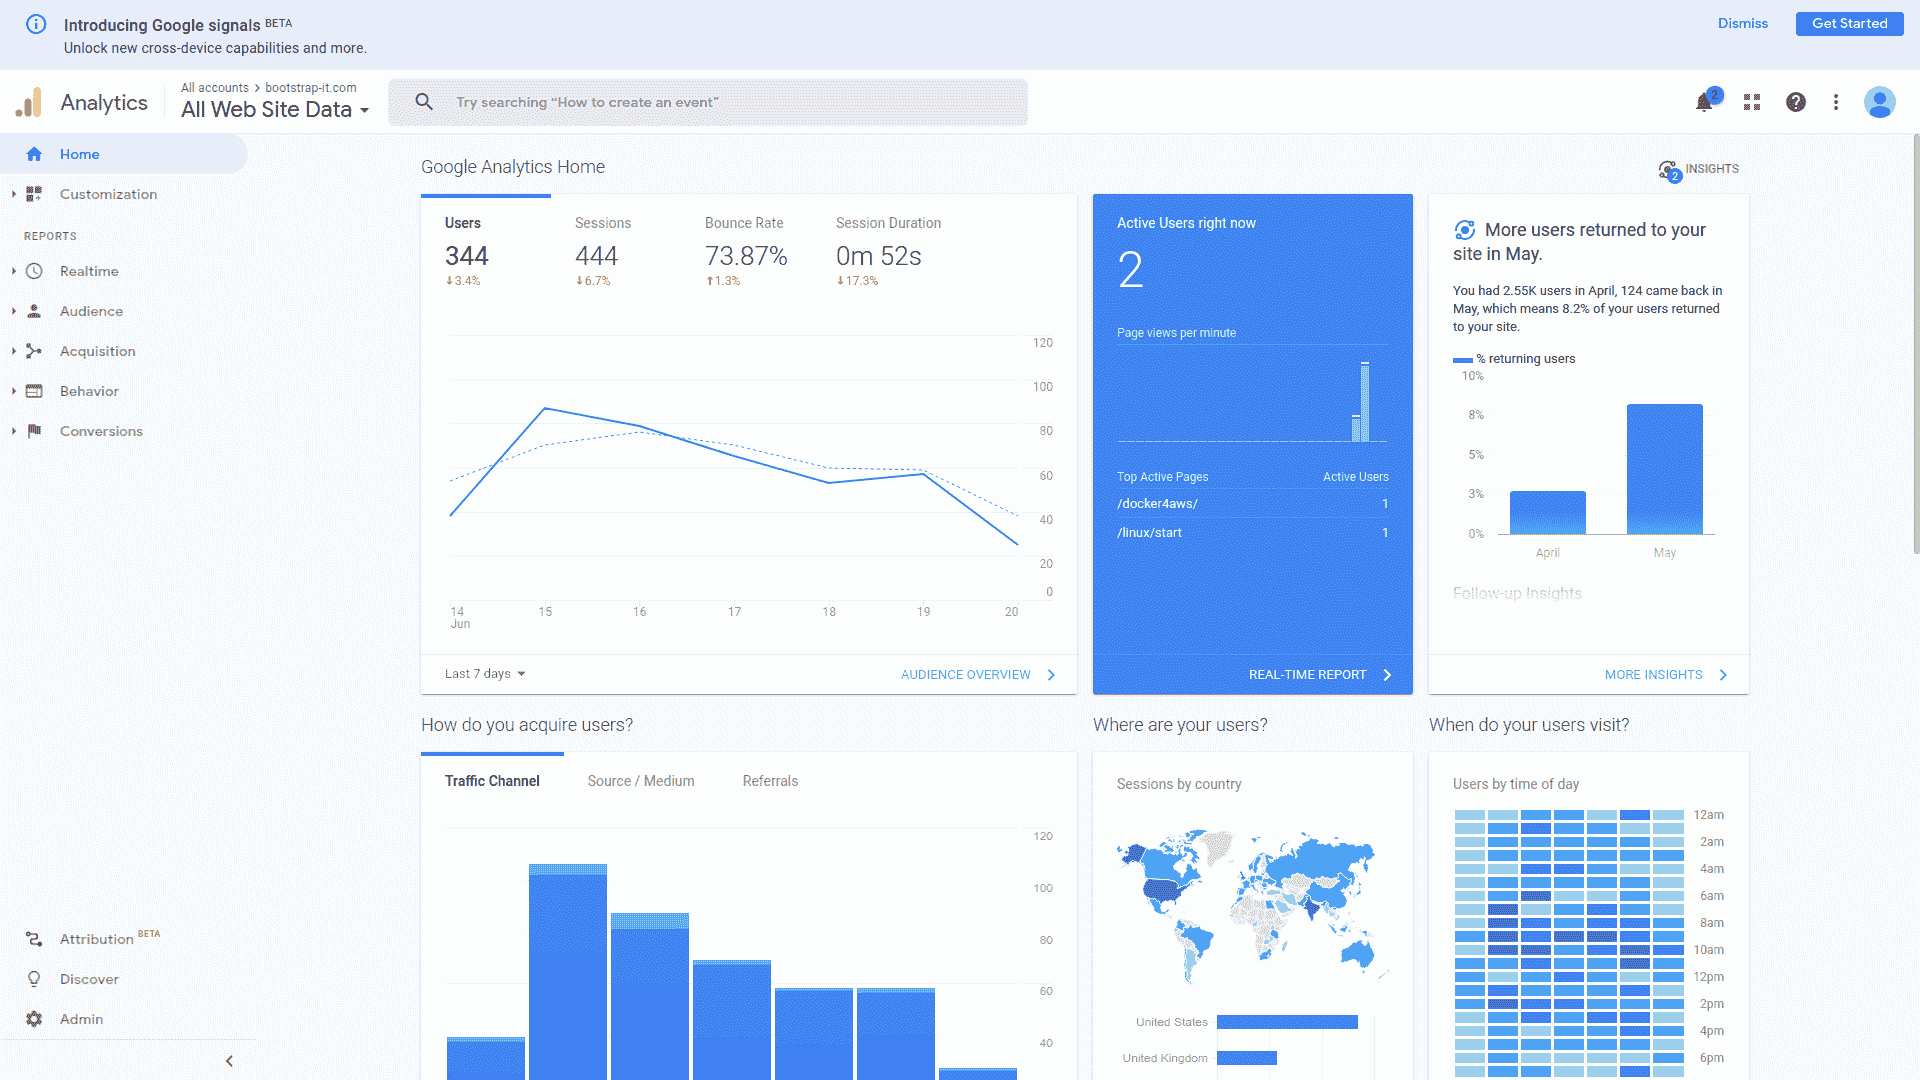 Introducing Google signals BETA
Unlock new cross-device capabilities and more.
Dismiss
Get Started
Analytics
All accounts > bootstrap-it.com
All Web Site Data
Try searching “How to create an event”
2
Home
Customization
REPORTS
Realtime
Audience
Acquisition
Behavior
Conversions
Attribution BETA
Discover
Admin
Google Analytics Home
2 INSIGHTS
Users Sessions Bounce Rate Session Duration
344 444 73.87% 0m 52s
↓3.4% ↓6.7% ↑1.3% ↓17.3%
120
100
80
60
40
20
0
14 15 16 17 18 19 20
Jun
Last 7 days
AUDIENCE OVERVIEW
Active Users right now
2
Page views per minute
Top Active Pages Active Users
/docker4aws/ 1
/linux/start 1
REAL-TIME REPORT
More users returned to your
site in May.
You had 2.55K users in April, 124 came back in
May, which means 8.2% of your users returned
to your site.
% returning users
10%
8%
5%
3%
0%
April May
Follow-up Insights
MORE INSIGHTS
How do you acquire users?
Traffic Channel Source / Medium Referrals
120
100
80
60
40
Where are your users?
Sessions by country
United States
United Kingdom
When do your users visit?
Users by time of day
12am
2am
4am
6am
8am
10am
12pm
2pm
4pm
6pm